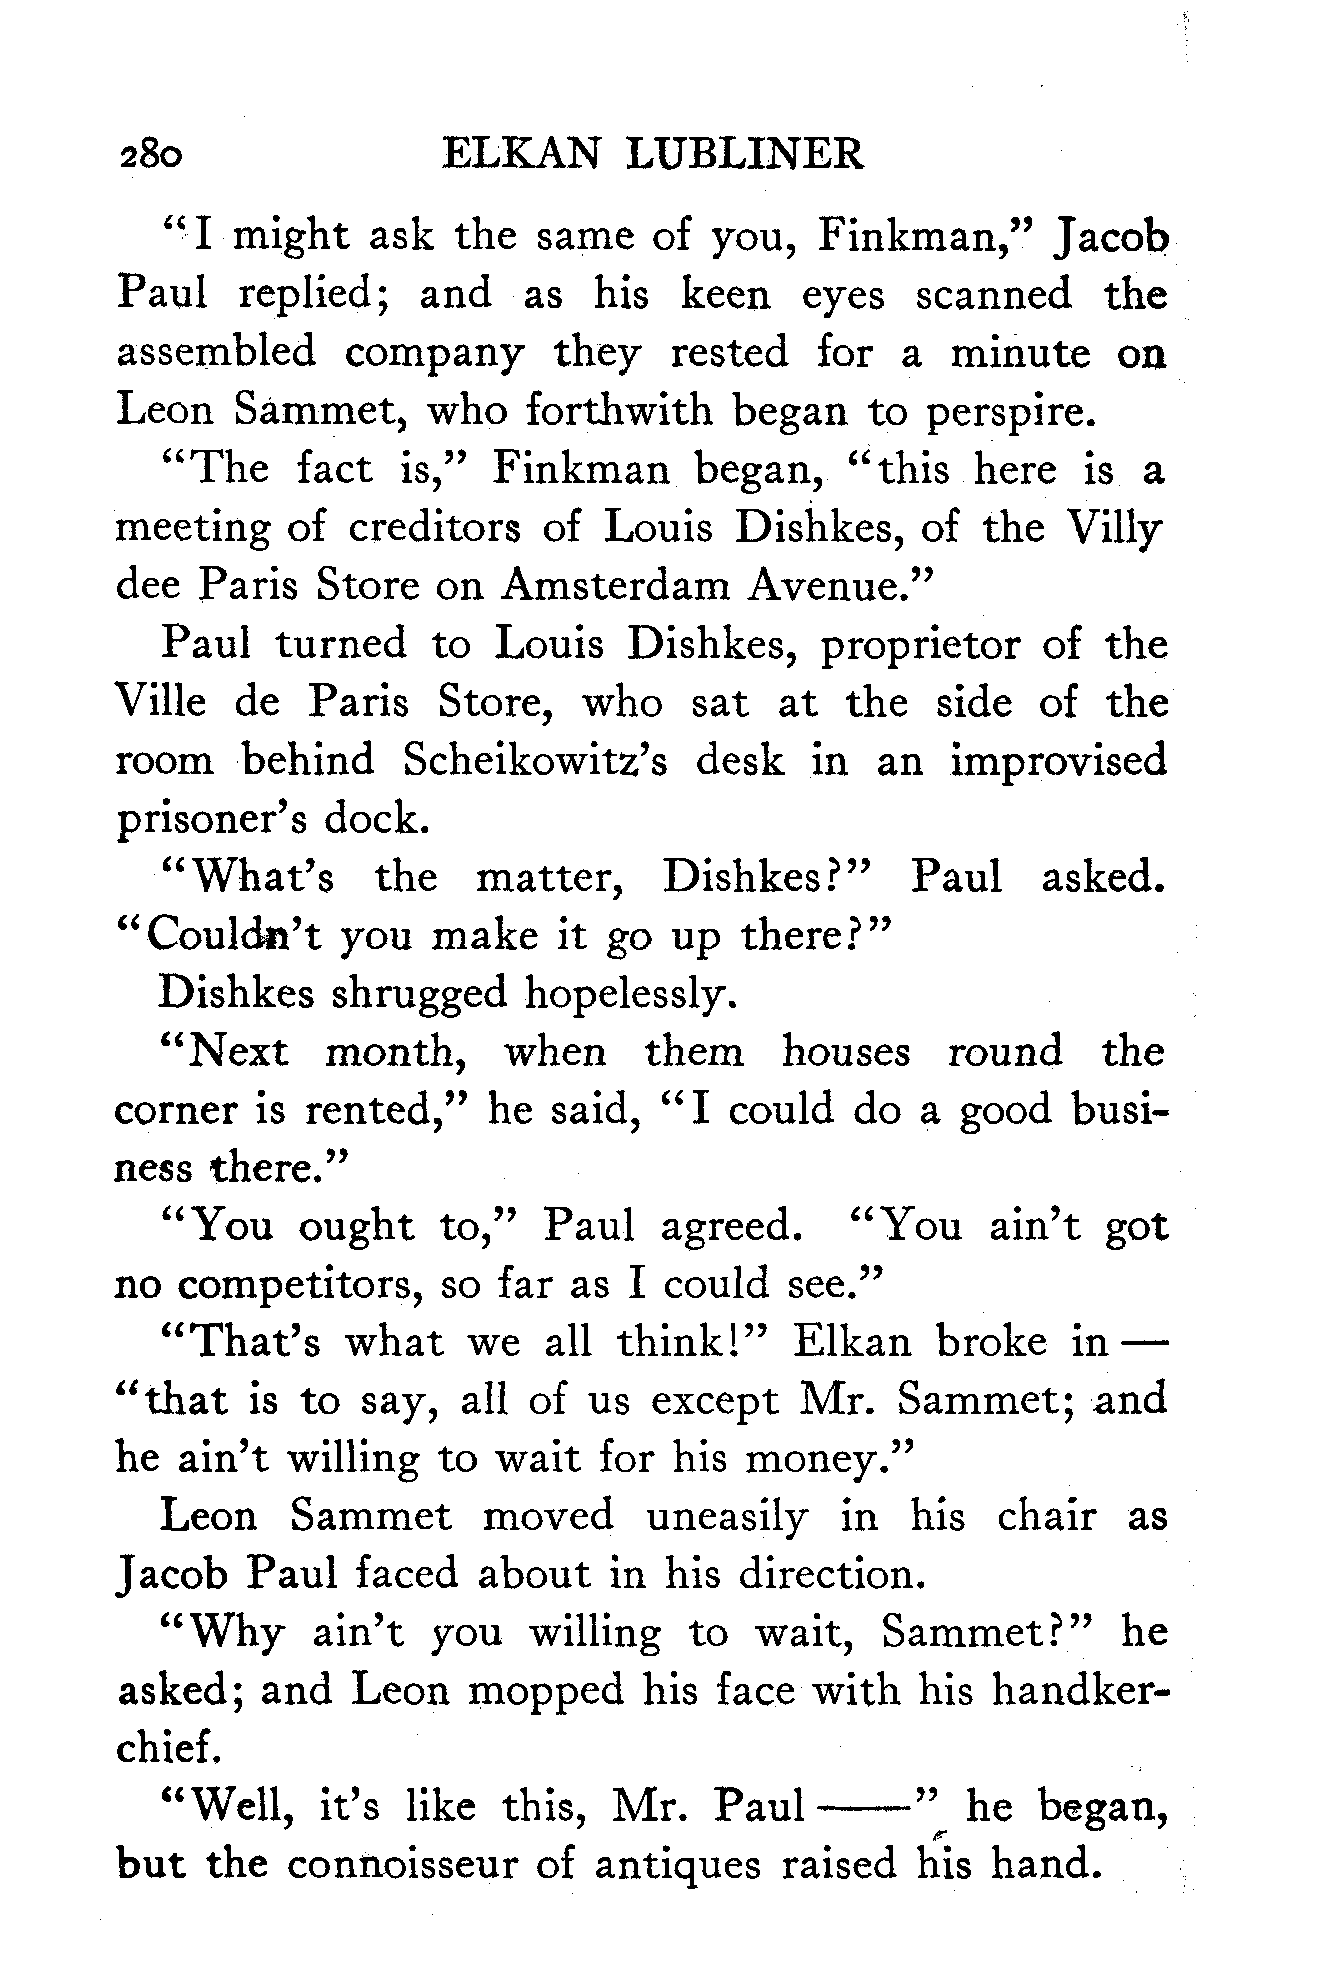 280 ELKAN LUBLINER
“I might ask the same of you, Finkman,” Jacob
Paul replied; and as his keen eyes scanned the
assembled company they rested for a minute on
Leon Sammet, who forthwith began to perspire.
“The fact is,” Finkman began, “this here is a
meeting of creditors of Louis Dishkes, of the Villy
dee Paris Store on Amsterdam Avenue.”
Paul turned to Louis Dishkes, proprietor of the
Ville de Paris Store, who sat at the side of the
room behind Scheikowitz’s desk in an improvised
prisoner’s dock.
“What’s the matter, Dishkes?” Paul asked.
“Couldn’t you make it go up there?”
Dishkes shrugged hopelessly.
“Next month, when them houses round the
corner is rented,” he said, “I could do a good busi-
ness there.”
“You ought to,” Paul agreed. “You ain’t got
no competitors, so far as I could see.”
“That’s what we all think!” Elkan broke in —
“that is to say, all of us except Mr. Sammet; and
he ain’t willing to wait for his money.”
Leon Sammet moved uneasily in his chair as
Jacob Paul faced about in his direction.
“Why ain’t you willing to wait, Sammet?” he
asked; and Leon mopped his face with his handker-
chief.
“Well, it’s like this, Mr. Paul ——” he began,
but the connoisseur of antiques raised his hand.